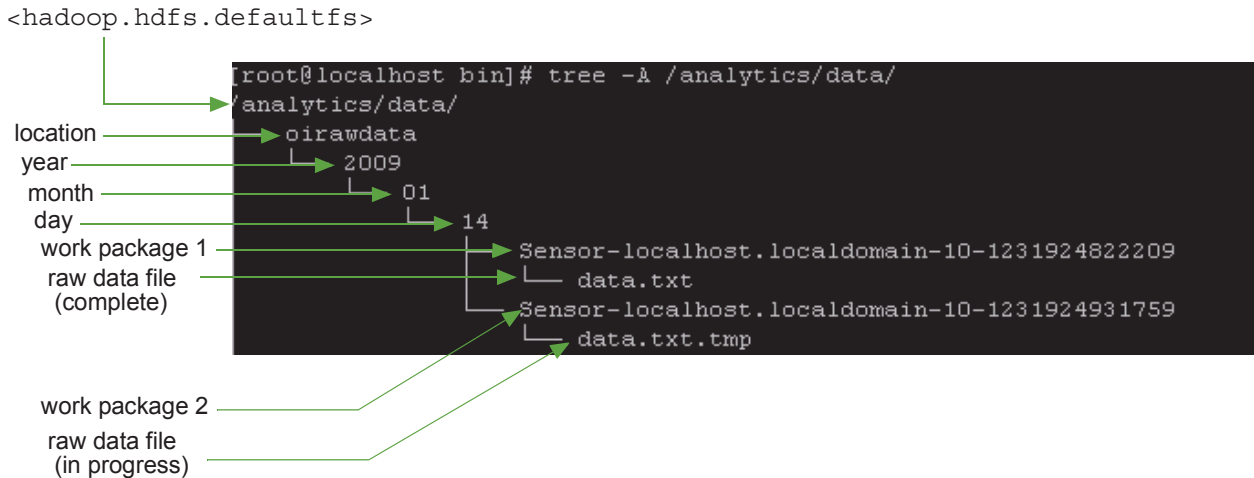 <hadoop.hdfs.defaultfs>
[root@localhost bin]# tree -A /analytics/data/
/analytics/data/
location
oirawdata
year
2009
month
01
day
14
work package 1
Sensor-localhost.localdomain-10-1231924822209
raw data file
(complete)
data.txt
Sensor-localhost.localdomain-10-1231924931759
data.txt.tmp
work package 2
raw data file
(in progress)